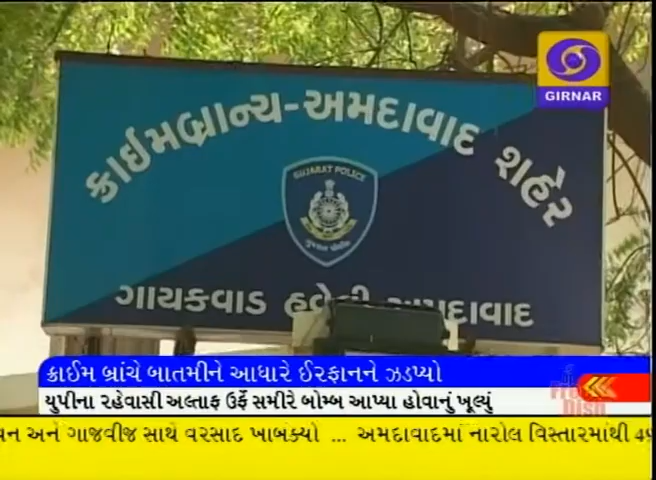 GIRNAR
ક્રાઈમબ્રાન્ચ-અમદાવાદ શહેર
GUJARAT POLICE
ગુજરાત પોલીસ
ગાયકવાડ હવેલી અમદાવાદ
ક્રાઈમ બ્રાંચે બાતમીને આધારે ઈરફાનને ઝડપ્યો
યુપીના રહેવાસી અલ્તાફ ઉર્ફે સમીરે બોમ્બ આપ્યા હોવાનું ખૂલ્યું
અને ગાજવીજ સાથે વરસાદ ખાબક્યો ... અમદાવાદમાં નારોલ વિસ્તારમાંથી